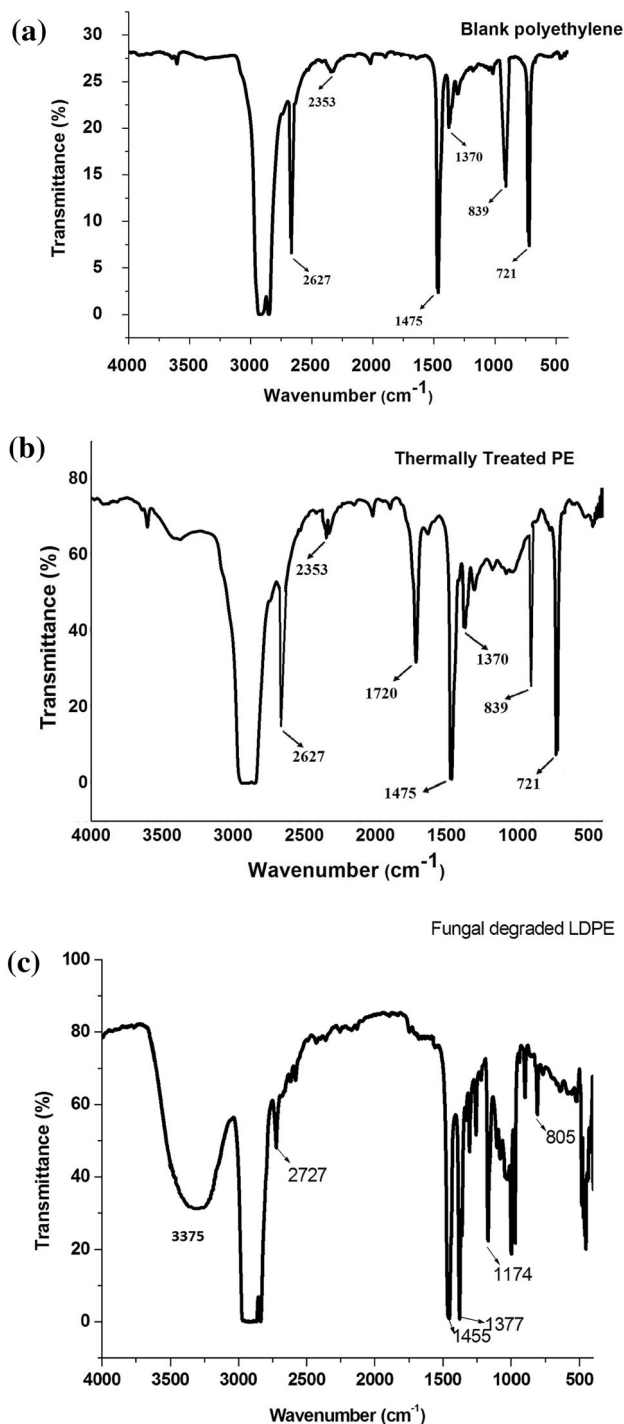 (a)
Blank polyethylene
Transmittance (%)
30
25
20
15
10
5
0
2353
2627
1475
1370
839
721
4000 3500 3000 2500 2000 1500 1000 500
Wavenumber (cm-1)
(b)
Thermally Treated PE
Transmittance (%)
80
60
40
20
0
2353
2627
1720
1475
1370
839
721
4000 3500 3000 2500 2000 1500 1000 500
Wavenumber (cm-1)
Fungal degraded LDPE
(c)
Transmittance (%)
100
80
60
40
20
0
3375
2727
1455
1377
1174
805
4000 3500 3000 2500 2000 1500 1000 500
Wavenumber (cm-1)